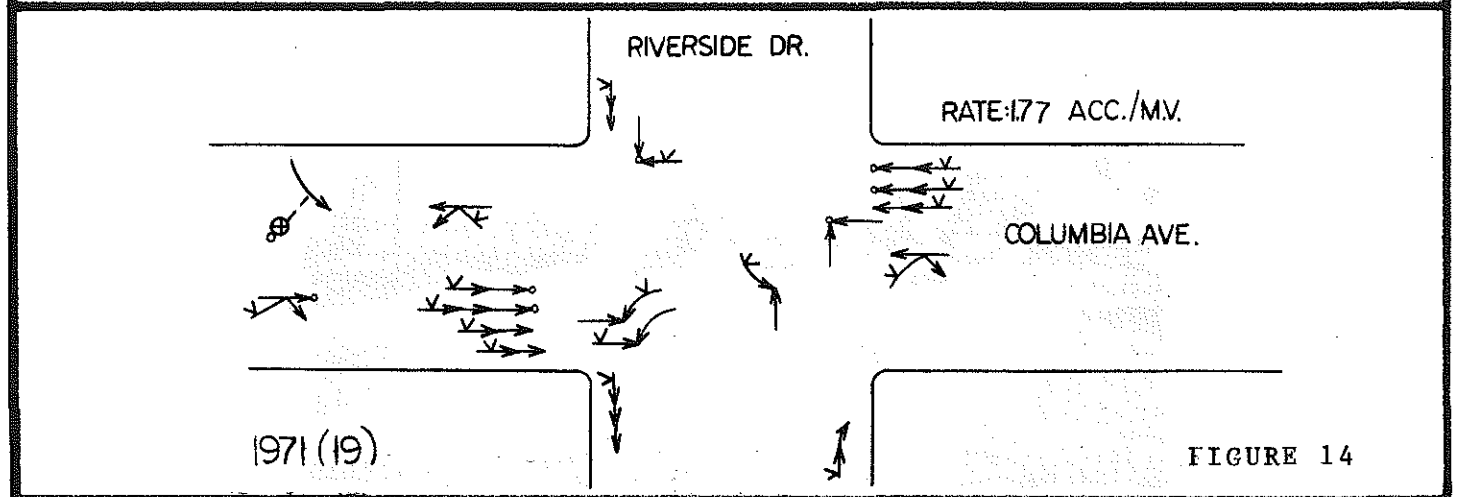 RIVERSIDE DR.
RATE:1.77 ACC./M.V.
COLUMBIA AVE.
1971 (19)
FIGURE 14